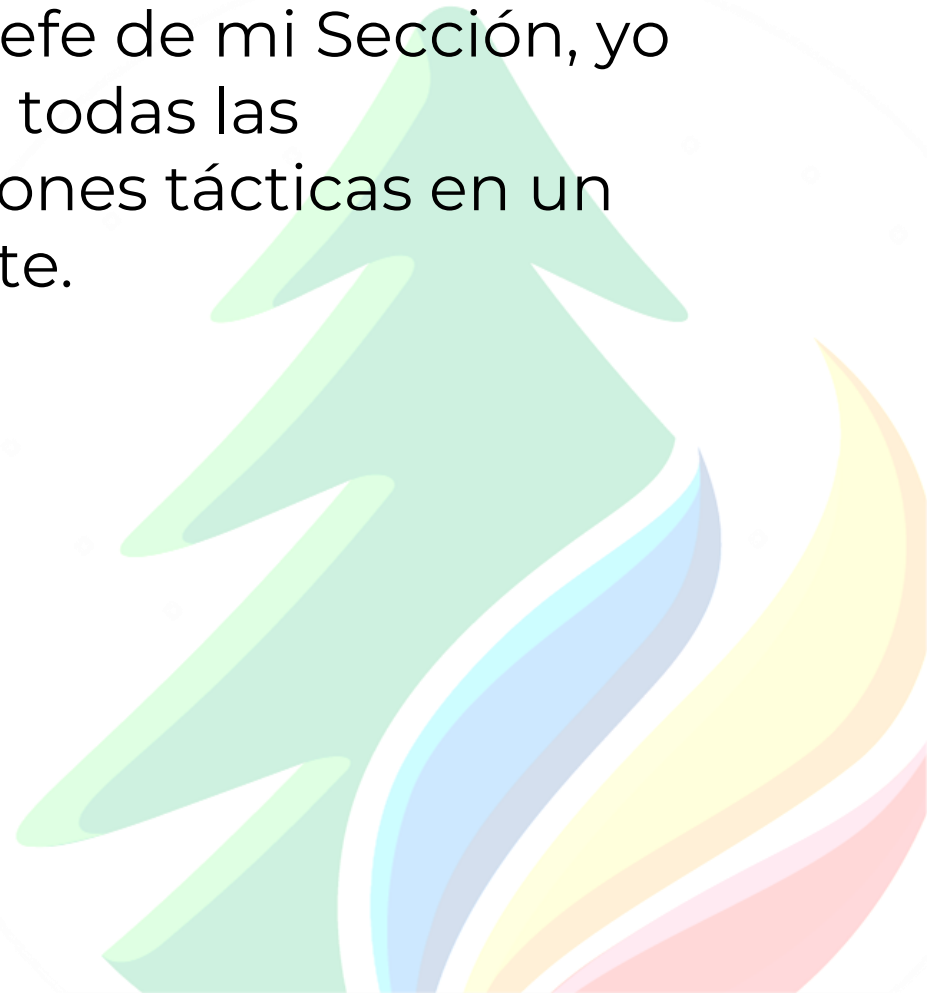 efe de mi Sección, yo
todas las
ones tácticas en un
te.